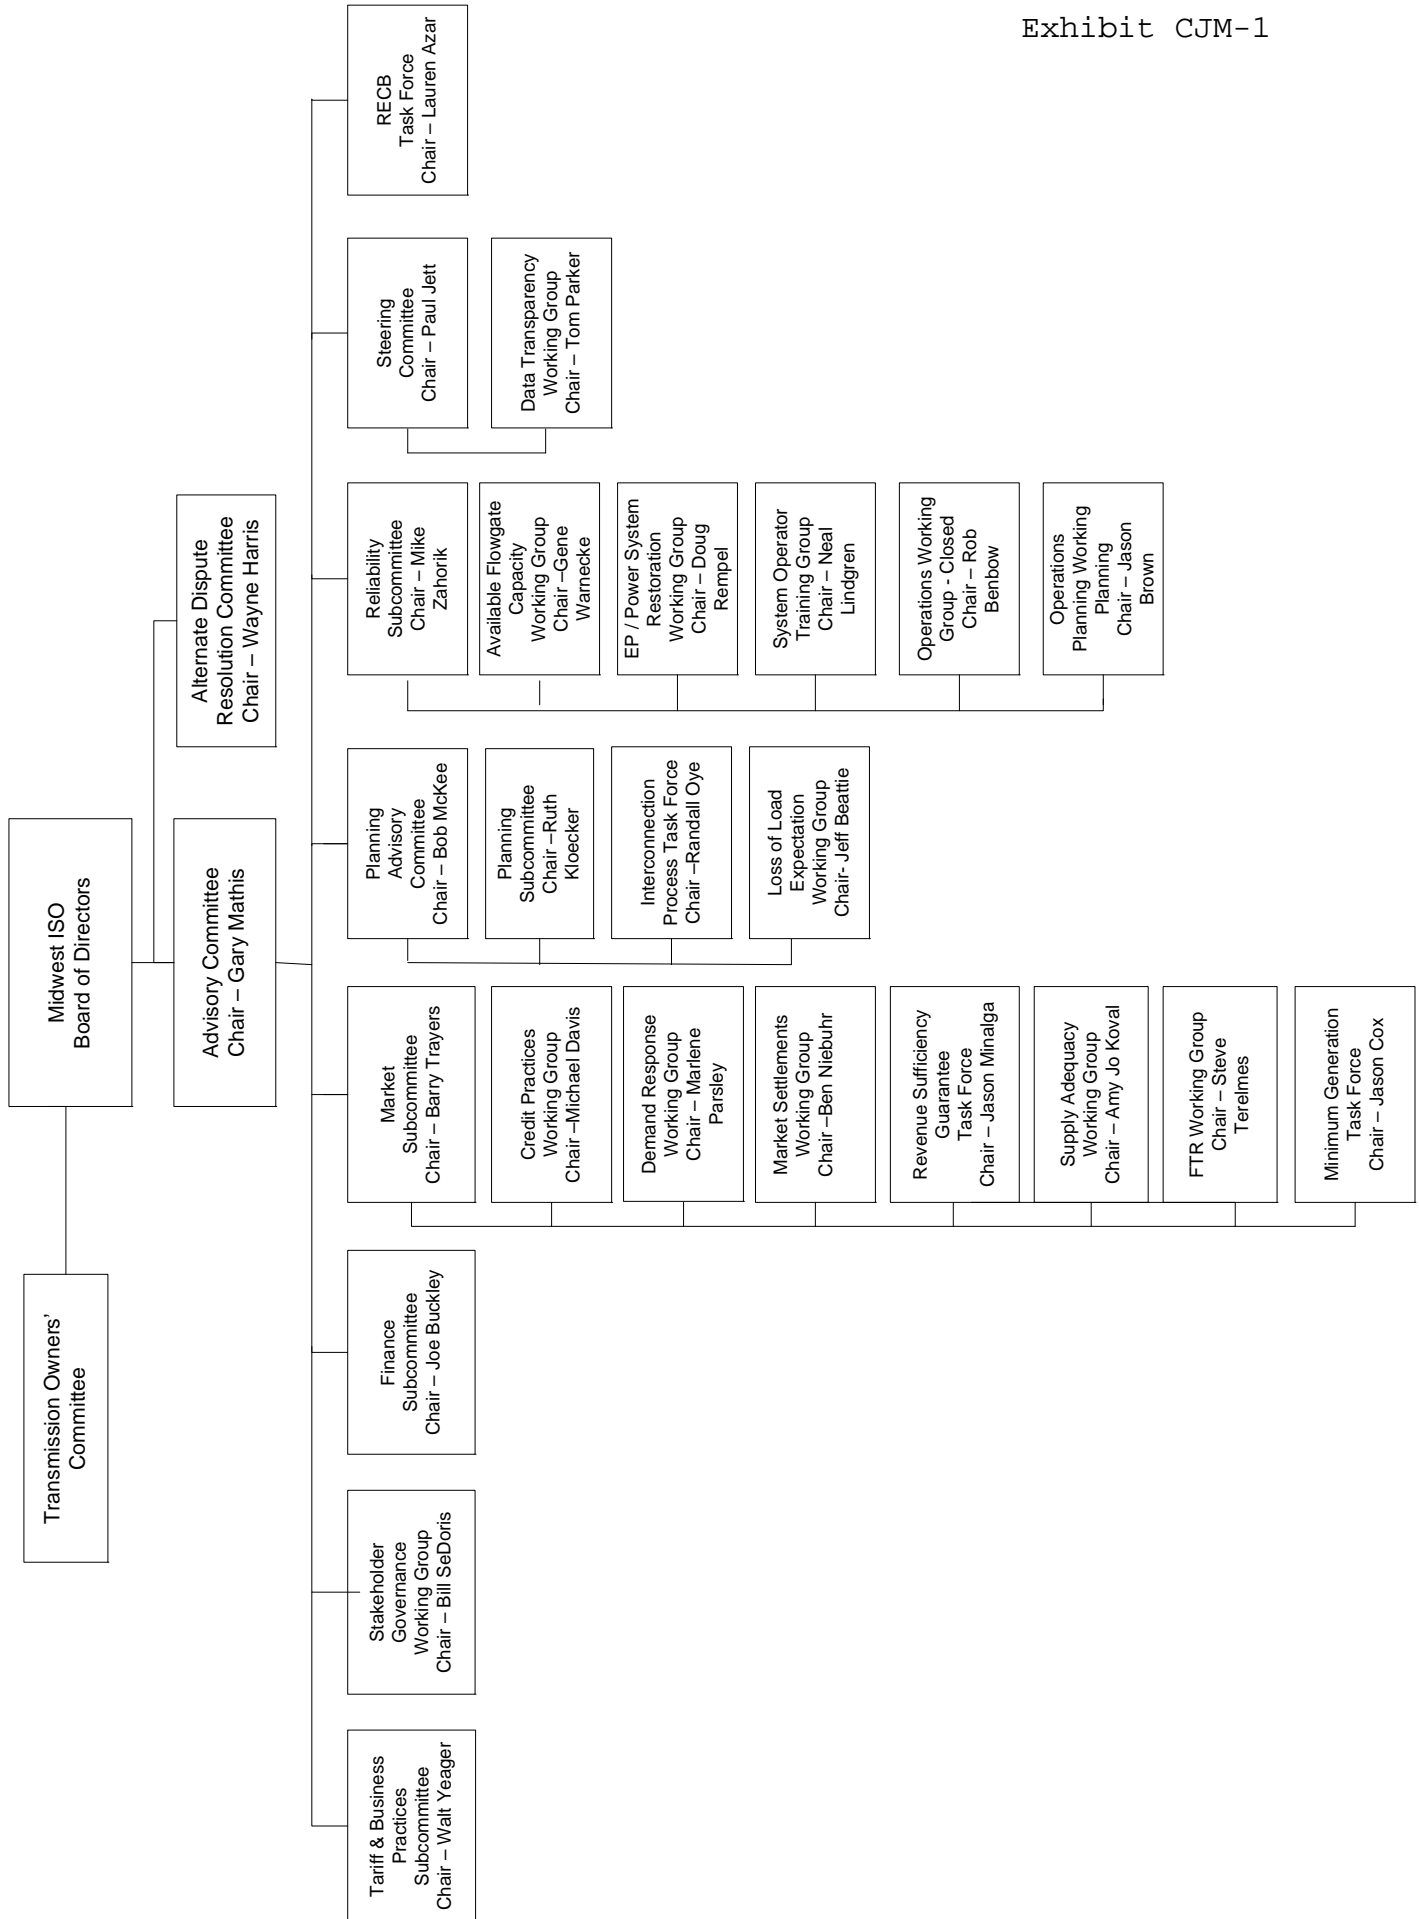 Exhibit CJM-1
Transmission Owners’
Committee
Midwest ISO
Board of Directors
Advisory Committee
Chair – Gary Mathis
Alternate Dispute
Resolution Committee
Chair – Wayne Harris
Tariff & Business
Practices
Subcommittee
Chair – Walt Yeager
Stakeholder
Governance
Working Group
Chair – Bill SeDoris
Finance
Subcommittee
Chair – Joe Buckley
Market
Subcommittee
Chair – Barry Trayers
Credit Practices
Working Group
Chair –Michael Davis
Demand Response
Working Group
Chair – Marlene
Parsley
Market Settlements
Working Group
Chair –Ben Niebuhr
Revenue Sufficiency
Guarantee
Task Force
Chair – Jason Minalga
Supply Adequacy
Working Group
Chair – Amy Jo Koval
FTR Working Group
Chair – Steve
Terelmes
Minimum Generation
Task Force
Chair – Jason Cox
Planning
Advisory
Committee
Chair – Bob McKee
Planning
Subcommittee
Chair –Ruth
Kloecker
Interconnection
Process Task Force
Chair –Randall Oye
Loss of Load
Expectation
Working Group
Chair- Jeff Beattie
Reliability
Subcommittee
Chair – Mike
Zahorik
Available Flowgate
Capacity
Working Group
Chair –Gene
Warnecke
EP / Power System
Restoration
Working Group
Chair – Doug
Rempel
System Operator
Training Group
Chair – Neal
Lindgren
Operations Working
Group - Closed
Chair – Rob
Benbow
Operations
Planning Working
Planning
Chair – Jason
Brown
Steering
Committee
Chair – Paul Jett
Data Transparency
Working Group
Chair – Tom Parker
RECB
Task Force
Chair – Lauren Azar